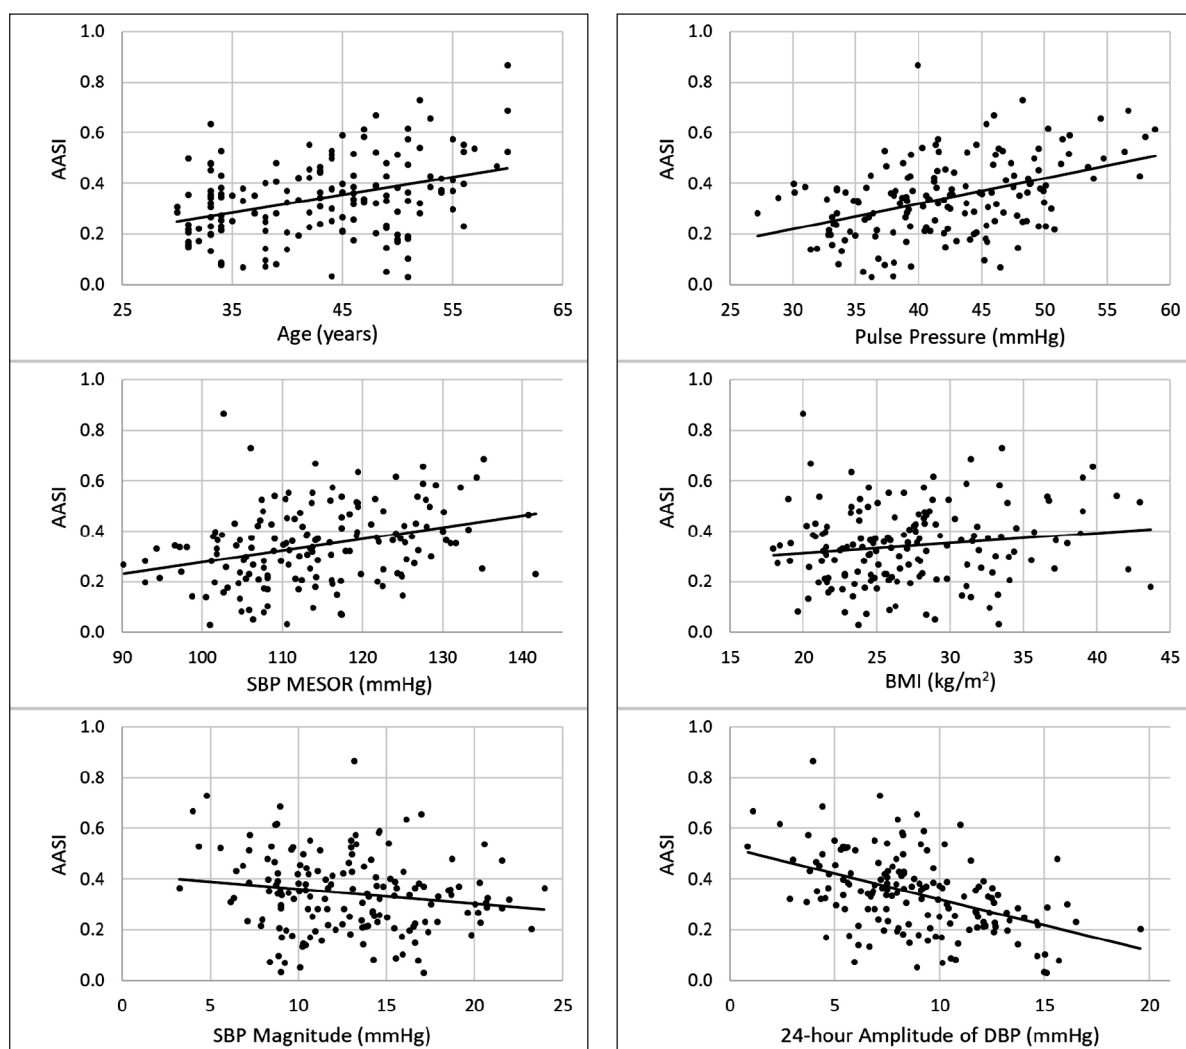 1.0
0.8
0.6
0.4
0.2
0.0
AASI
25 35 45 55 65
Age (years)
1.0
0.8
0.6
0.4
0.2
0.0
AASI
25 30 35 40 45 50 55 60
Pulse Pressure (mmHg)
1.0
0.8
0.6
0.4
0.2
0.0
AASI
90 100 110 120 130 140
SBP MESOR (mmHg)
1.0
0.8
0.6
0.4
0.2
0.0
AASI
15 20 25 30 35 40 45
BMI (kg/m²)
1.0
0.8
0.6
0.4
0.2
0.0
AASI
0 5 10 15 20 25
SBP Magnitude (mmHg)
1.0
0.8
0.6
0.4
0.2
0.0
AASI
0 5 10 15 20
24-hour Amplitude of DBP (mmHg)